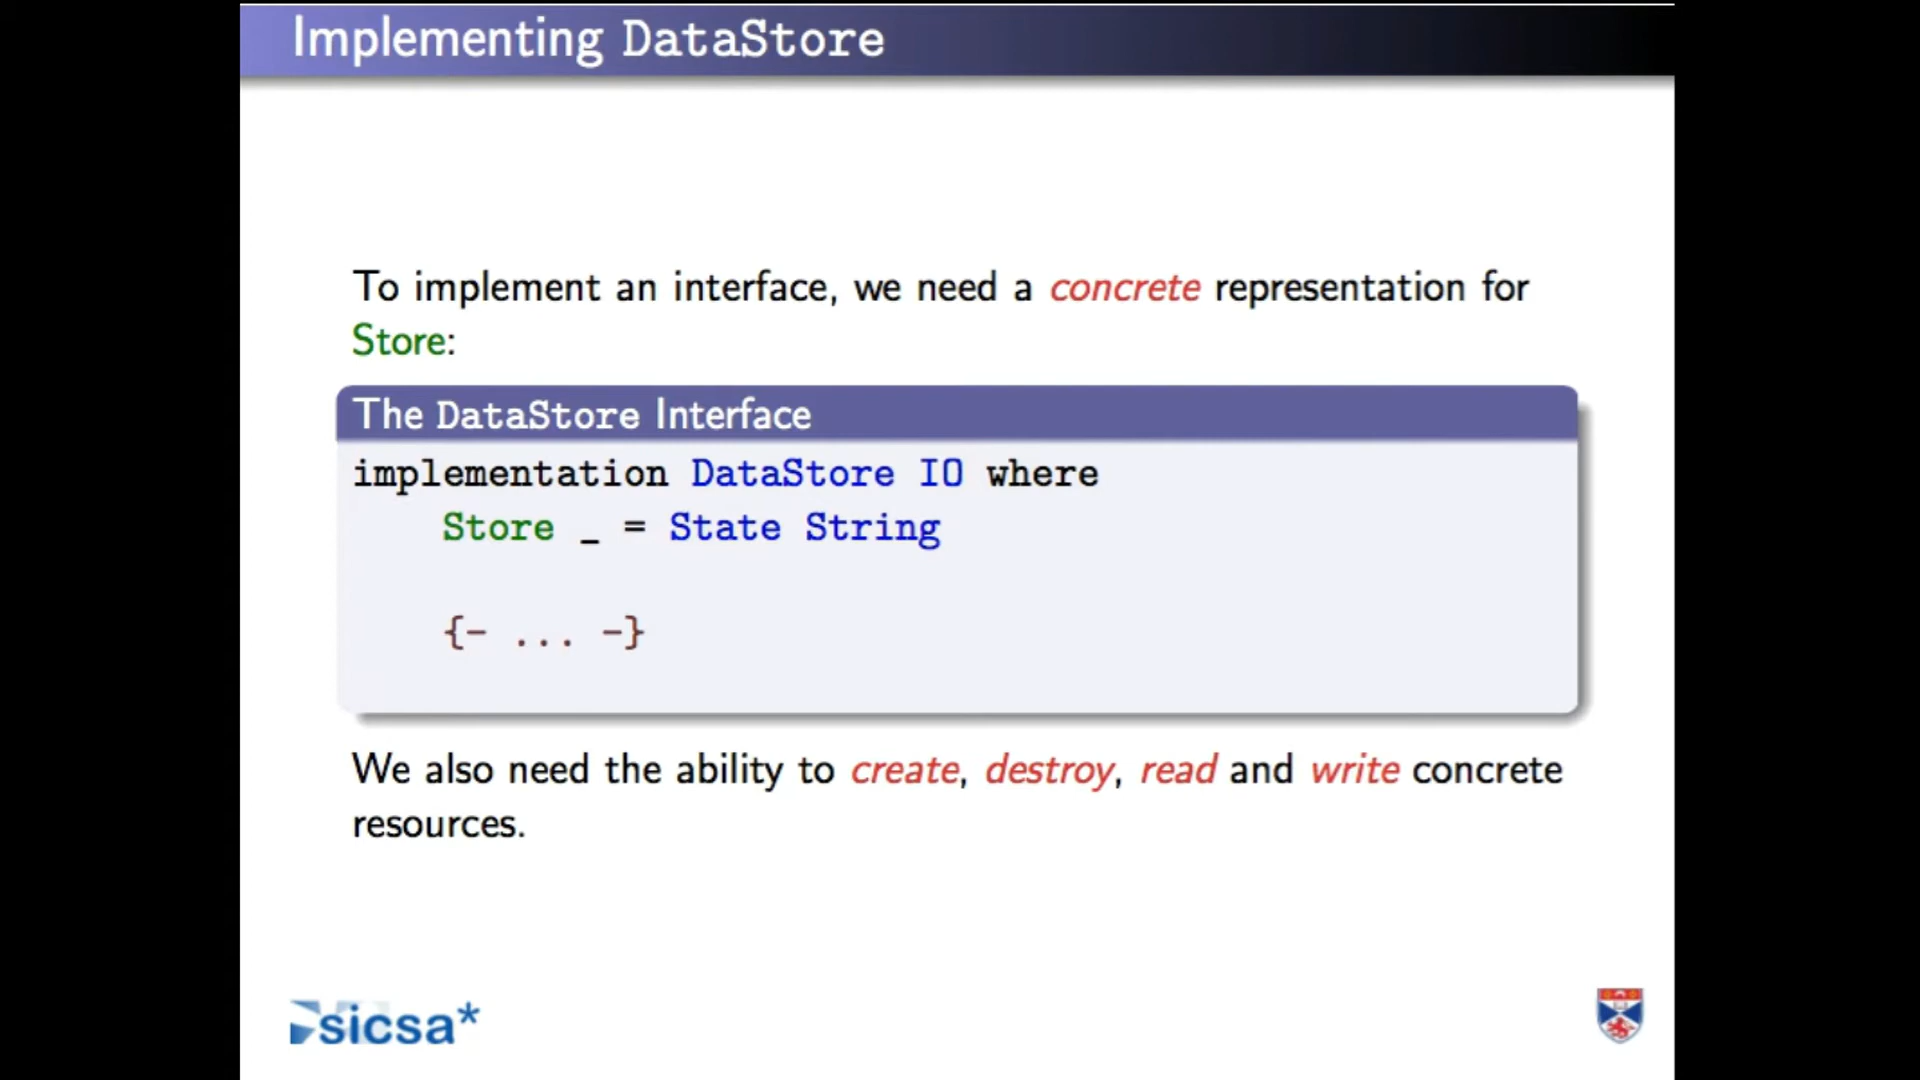 Implementing DataStore
To implement an interface, we need a concrete representation for
Store:
The DataStore Interface
implementation DataStore IO where
Store _ = State String
{- ... -}
We also need the ability to create, destroy, read and write concrete
resources.
sicsa*